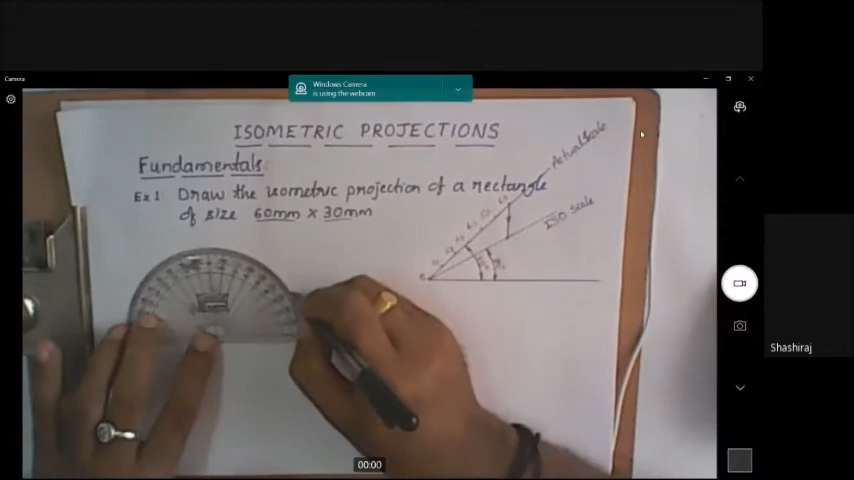 Camera
Windows Camera
is using the webcam
ISOMETRIC PROJECTIONS
Fundamentals:
Ex 1 Draw the isometric projection of a rectangle
of size 60mm X 30mm
Actual Scale
ISO Scale
Shashiraj
00:00